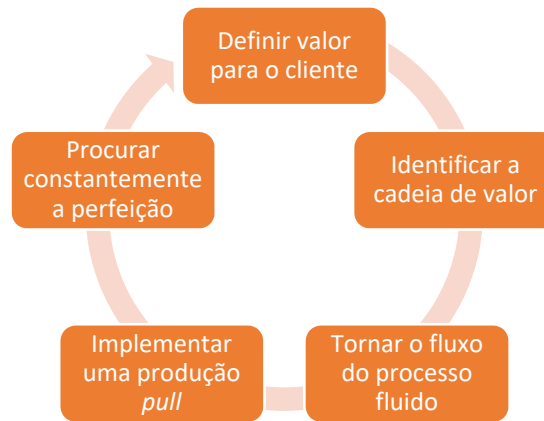 Definir valor
para o cliente
Identificar a
cadeia de valor
Tornar o fluxo
do processo
fluido
Implementar
uma produção
pull
Procurar
constantemente
a perfeição